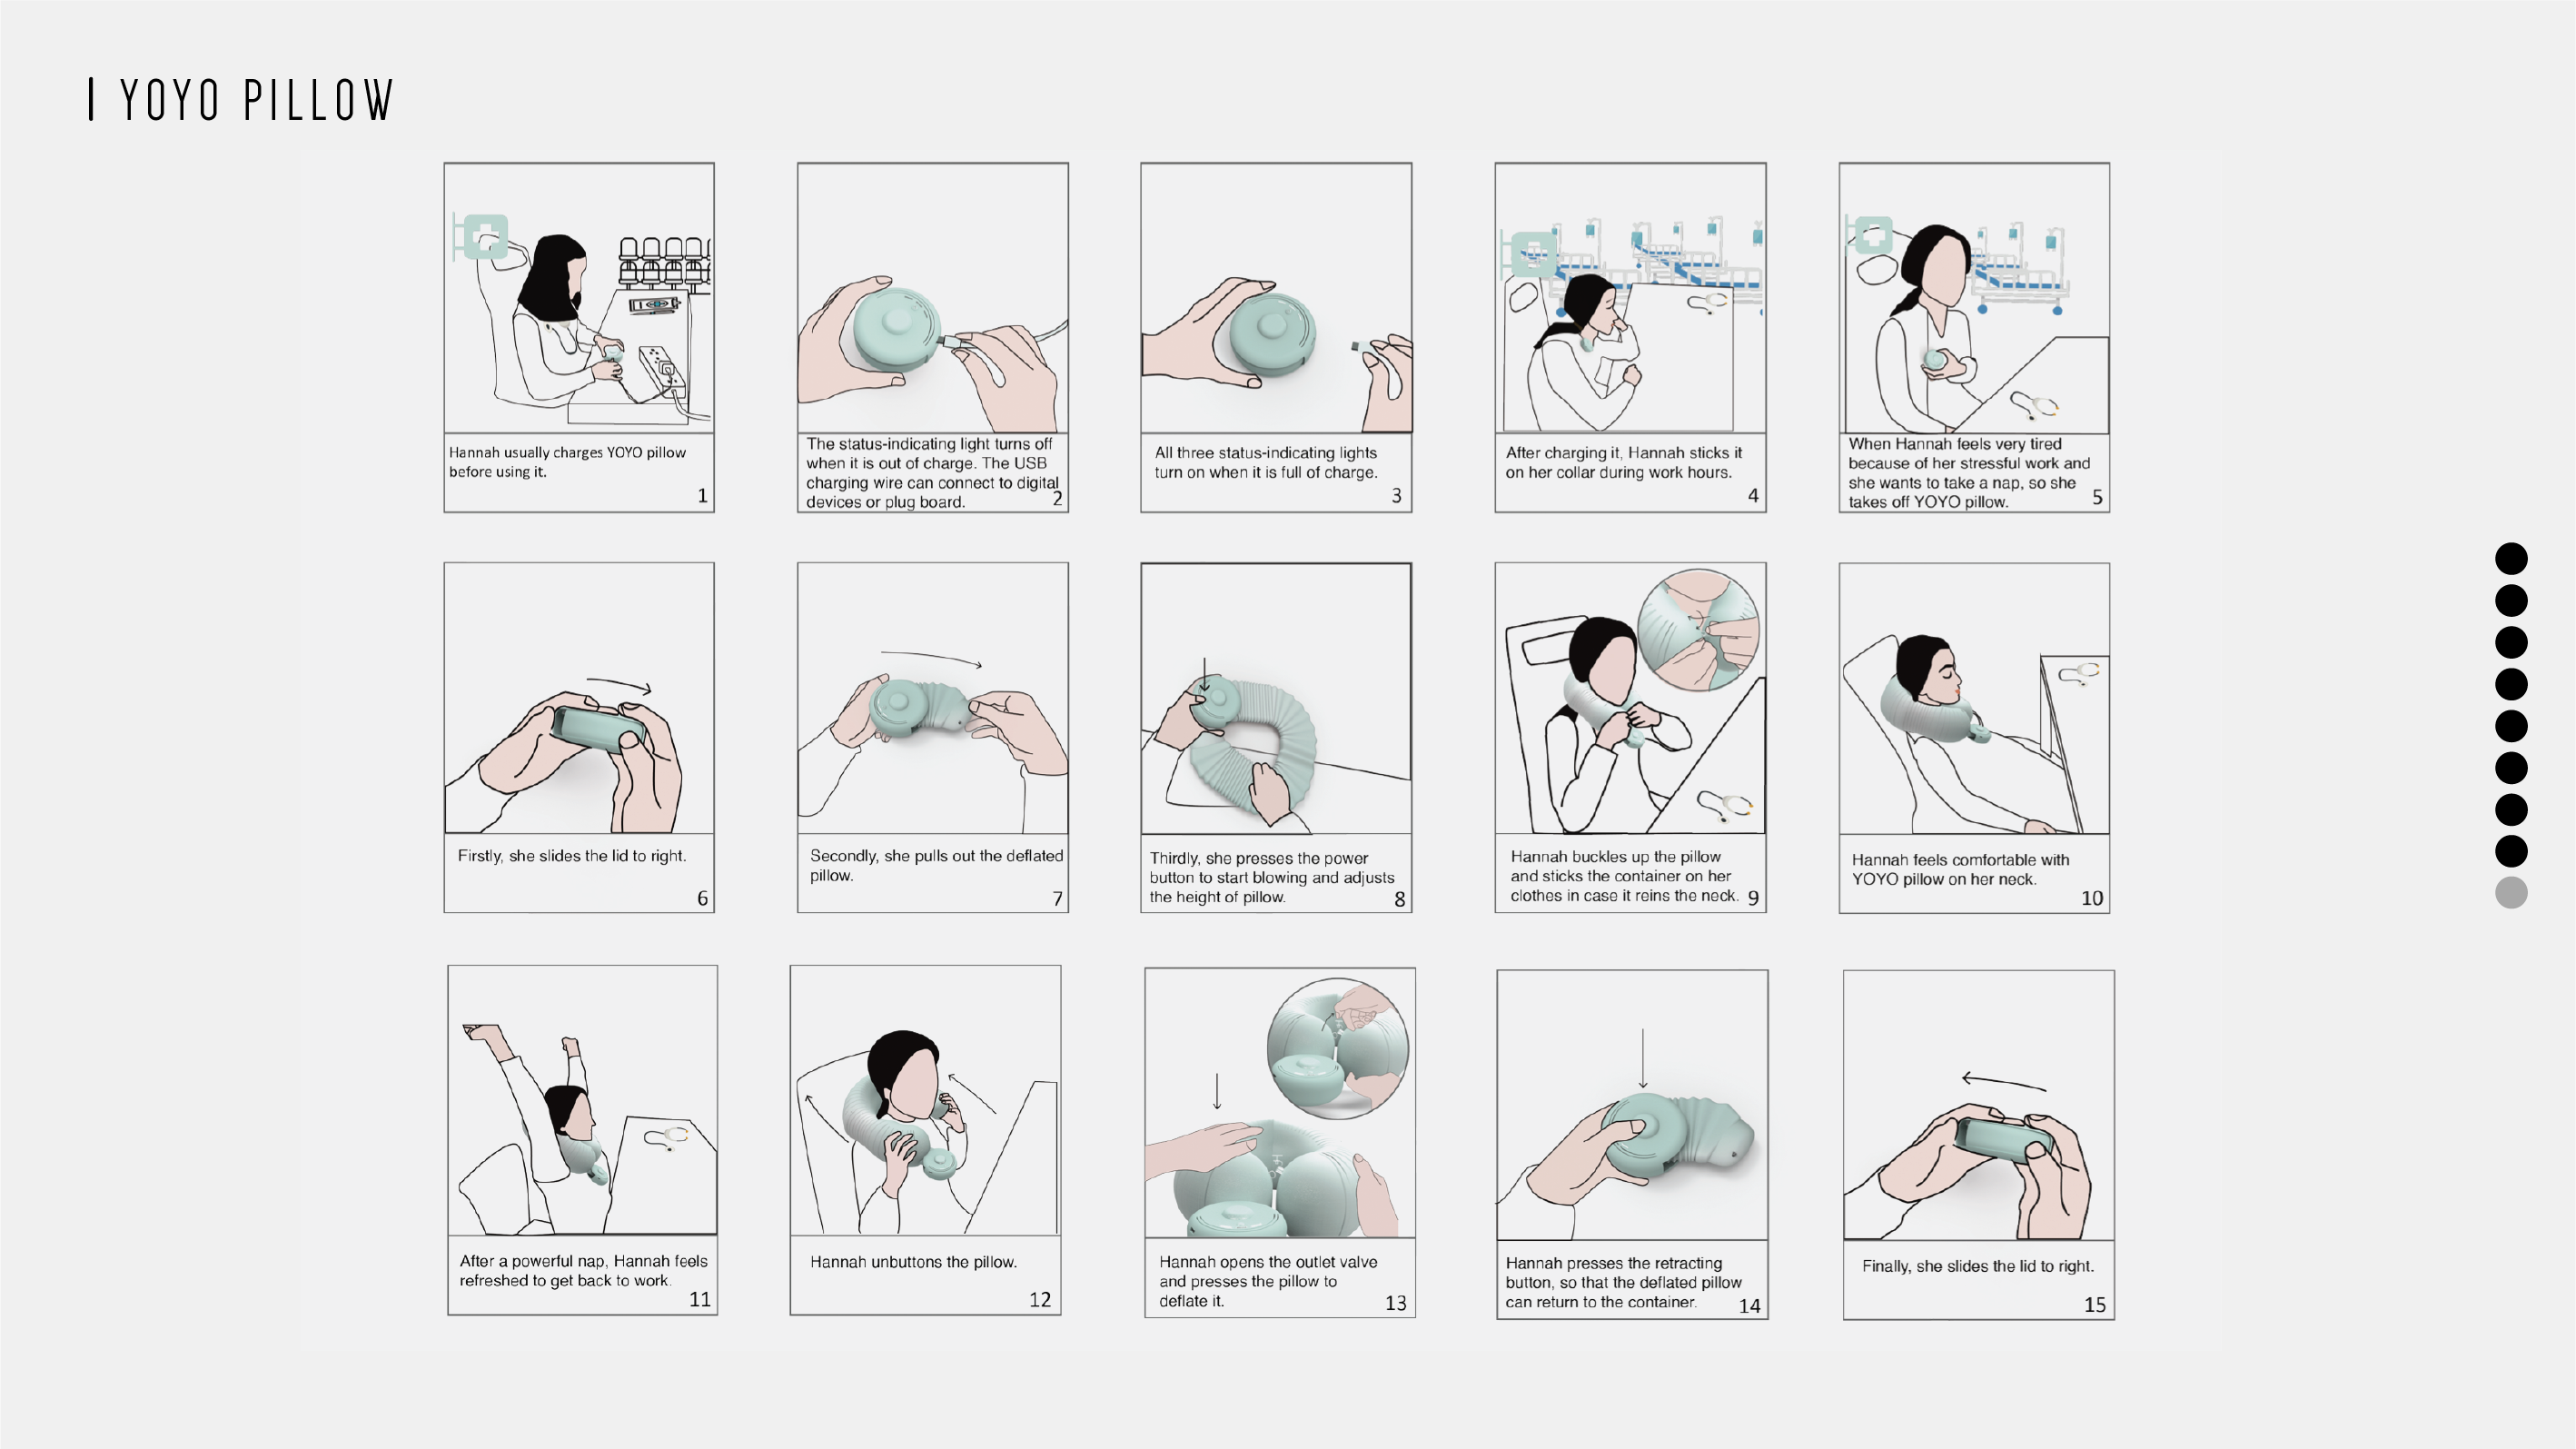 YOYO PILLOW
Hannah usually charges YOYO pillow
before using it.
1
The status-indicating light turns off
when it is out of charge. The USB
charging wire can connect to digital
devices or plug board.
2
All three status-indicating lights
turn on when it is full of charge.
3
After charging it, Hannah sticks it
on her collar during work hours.
4
When Hannah feels very tired
because of her stressful work and
she wants to take a nap, so she
takes off YOYO pillow.
5
Firstly, she slides the lid to right.
6
Secondly, she pulls out the deflated
pillow.
7
Thirdly, she presses the power
button to start blowing and adjusts
the height of pillow.
8
Hannah buckles up the pillow
and sticks the container on her
clothes in case it reins the neck.
9
Hannah feels comfortable with
YOYO pillow on her neck.
10
After a powerful nap, Hannah feels
refreshed to get back to work.
11
Hannah unbuttons the pillow.
12
Hannah opens the outlet valve
and presses the pillow to
deflate it.
13
Hannah presses the retracting
button, so that the deflated pillow
can return to the container.
14
Finally, she slides the lid to right.
15